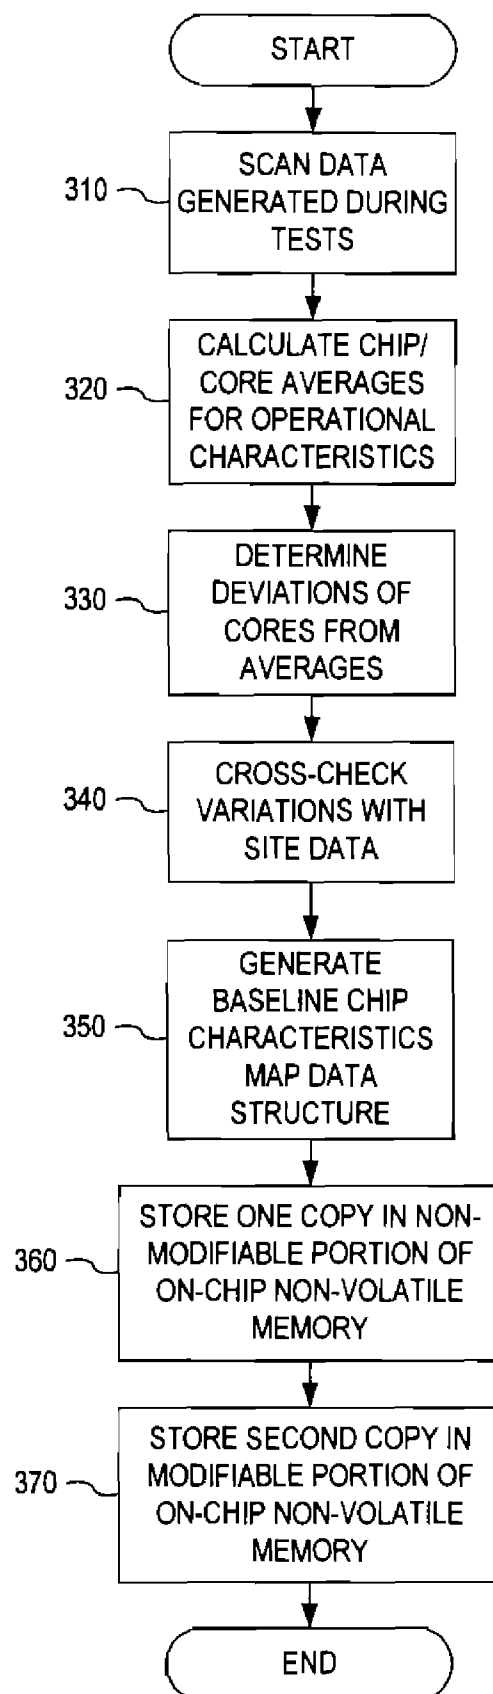 START
310
SCAN DATA
GENERATED DURING
TESTS
320
CALCULATE CHIP/
CORE AVERAGES
FOR OPERATIONAL
CHARACTERISTICS
330
DETERMINE
DEVIATIONS OF
CORES FROM
AVERAGES
340
CROSS-CHECK
VARIATIONS WITH
SITE DATA
350
GENERATE
BASELINE CHIP
CHARACTERISTICS
MAP DATA
STRUCTURE
360
STORE ONE COPY IN NON-
MODIFIABLE PORTION OF
ON-CHIP NON-VOLATILE
MEMORY
370
STORE SECOND COPY IN
MODIFIABLE PORTION OF
ON-CHIP NON-VOLATILE
MEMORY
END